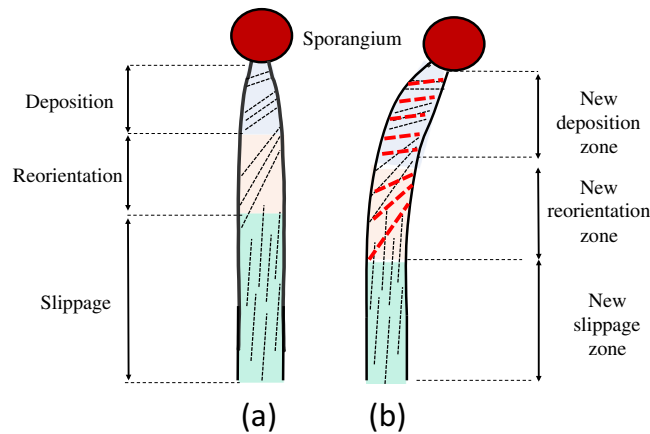 Sporangium
Deposition
Reorientation
Slippage
New
deposition
zone
New
reorientation
zone
New
slippage
zone
(a)
(b)